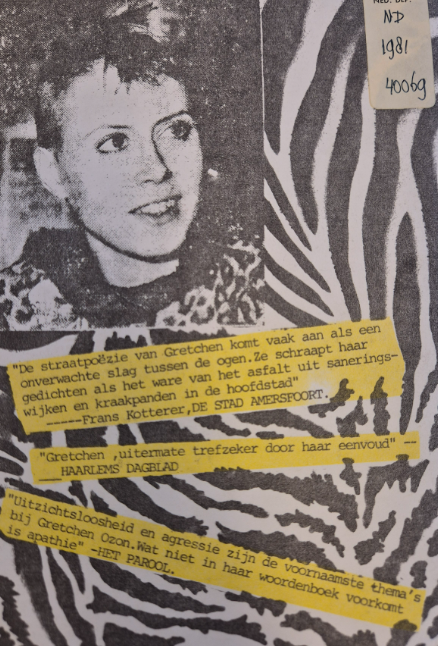 ND
1981
40069
"De straatpoëzie van Gretchen komt vaak aan als een
onverwachte slag tussen de ogen.Ze schraapt haar
gedichten als het ware van het asfalt uit sanerings-
wijken en kraakpanden in de hoofdstad"
-----Frans Kotterer,DE STAD AMERSFOORT.
"Gretchen ,uitermate trefzeker door haar eenvoud" --
___HAARLEMS DAGBLAD
"Uitzichtsloosheid en agressie zijn de voornaamste thema's
bij Gretchen Ozon.Wat niet in haar woordenboek voorkomt
is apathie" -HET PAROOL.